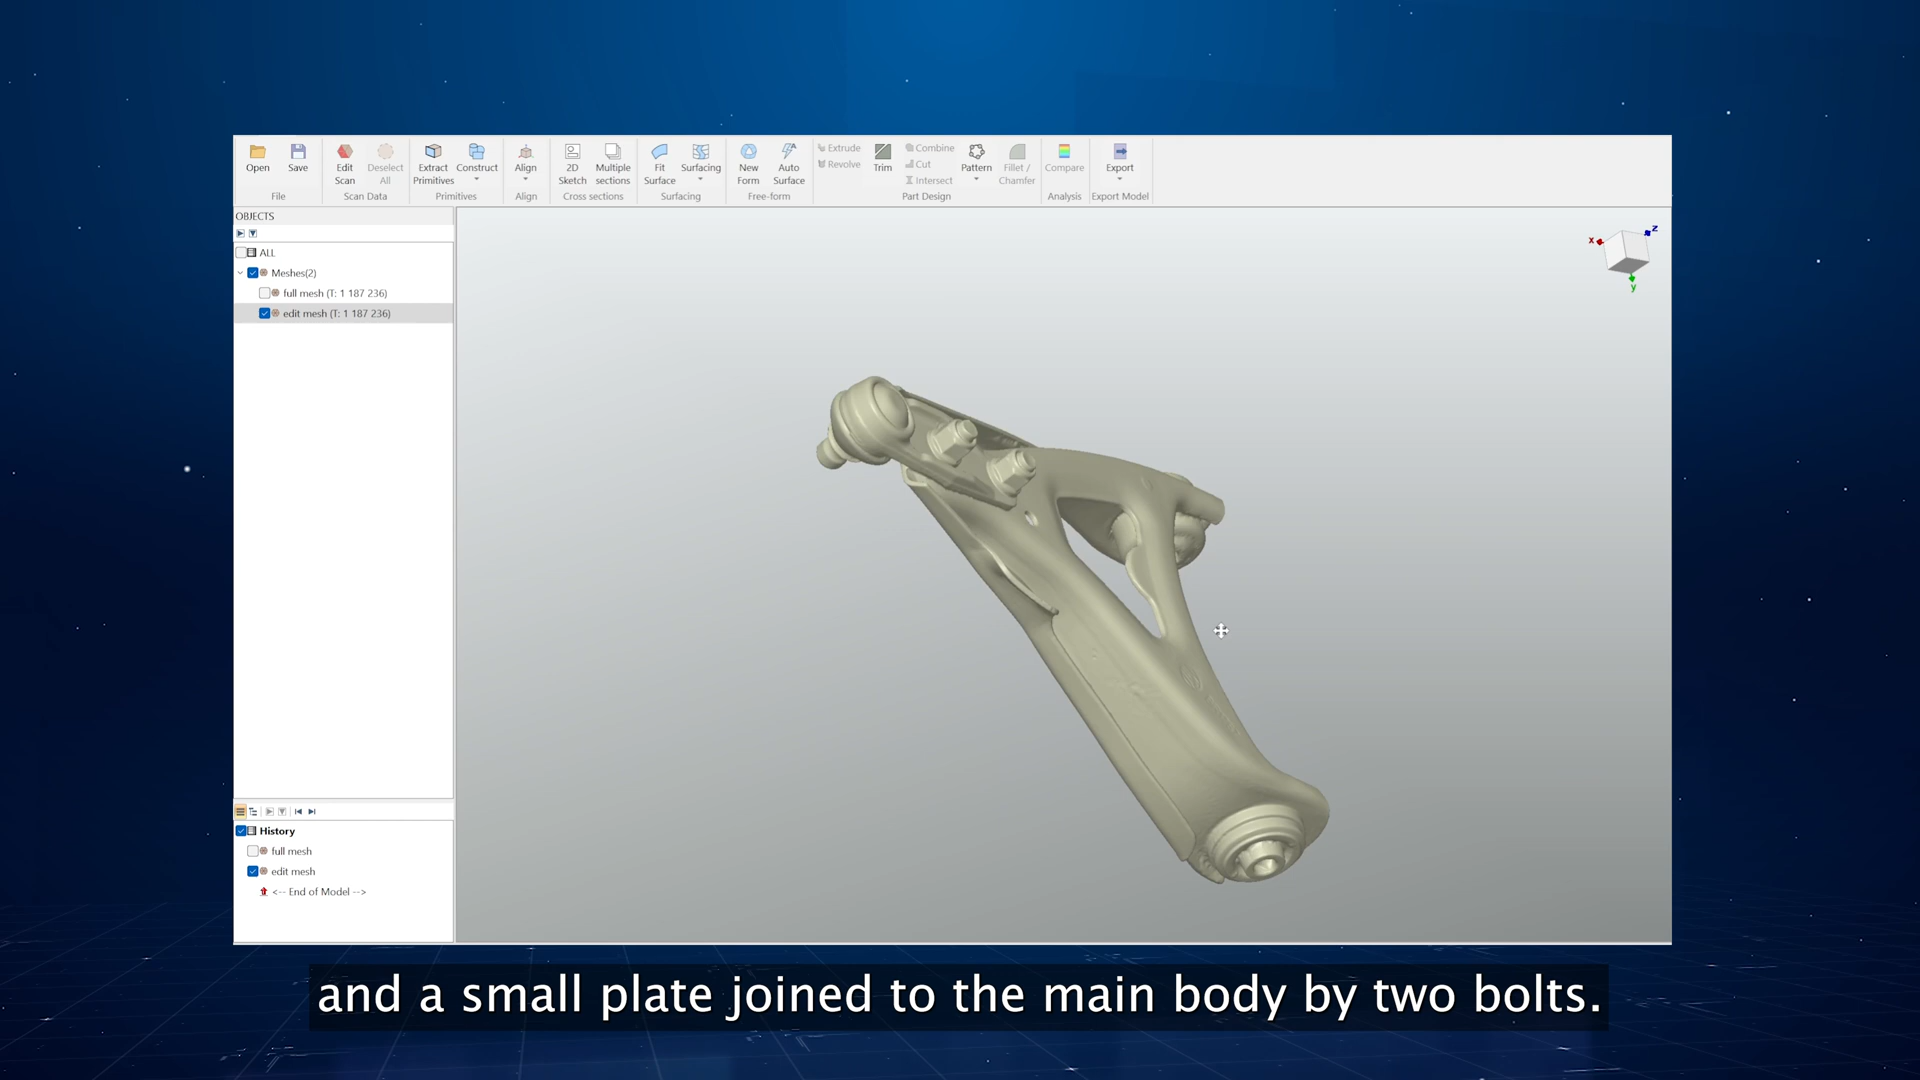 Open
Save
Edit
Scan
Deselect
All
Extract
Primitives
Construct
Align
2D
Sketch
Multiple
sections
Fit
Surface
Surfacing
New
Form
Auto
Surface
Extrude
Revolve
Trim
Combine
Cut
Intersect
Pattern
Fillet /
Chamfer
Compare
Export
File
Scan Data
Primitives
Align
Cross sections
Surfacing
Free-form
Part Design
Analysis
Export Model
OBJECTS
ALL
Meshes(2)
full mesh (T: 1 187 236)
edit mesh (T: 1 187 236)
x
z
y
History
full mesh
edit mesh
<-- End of Model -->
and a small plate joined to the main body by two bolts.